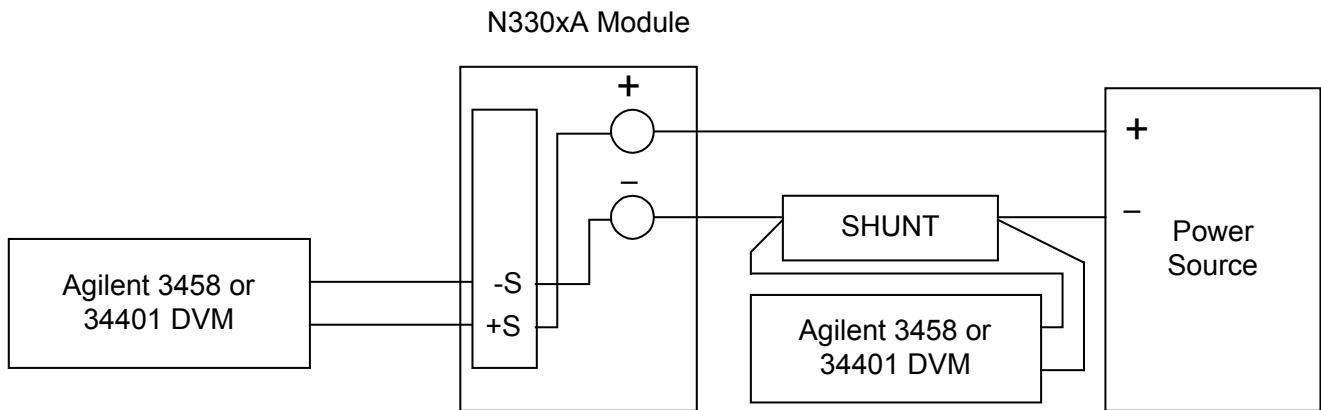 N330xA Module
+
–
-S
+S
Agilent 3458 or
34401 DVM
SHUNT
Agilent 3458 or
34401 DVM
+
–
Power
Source